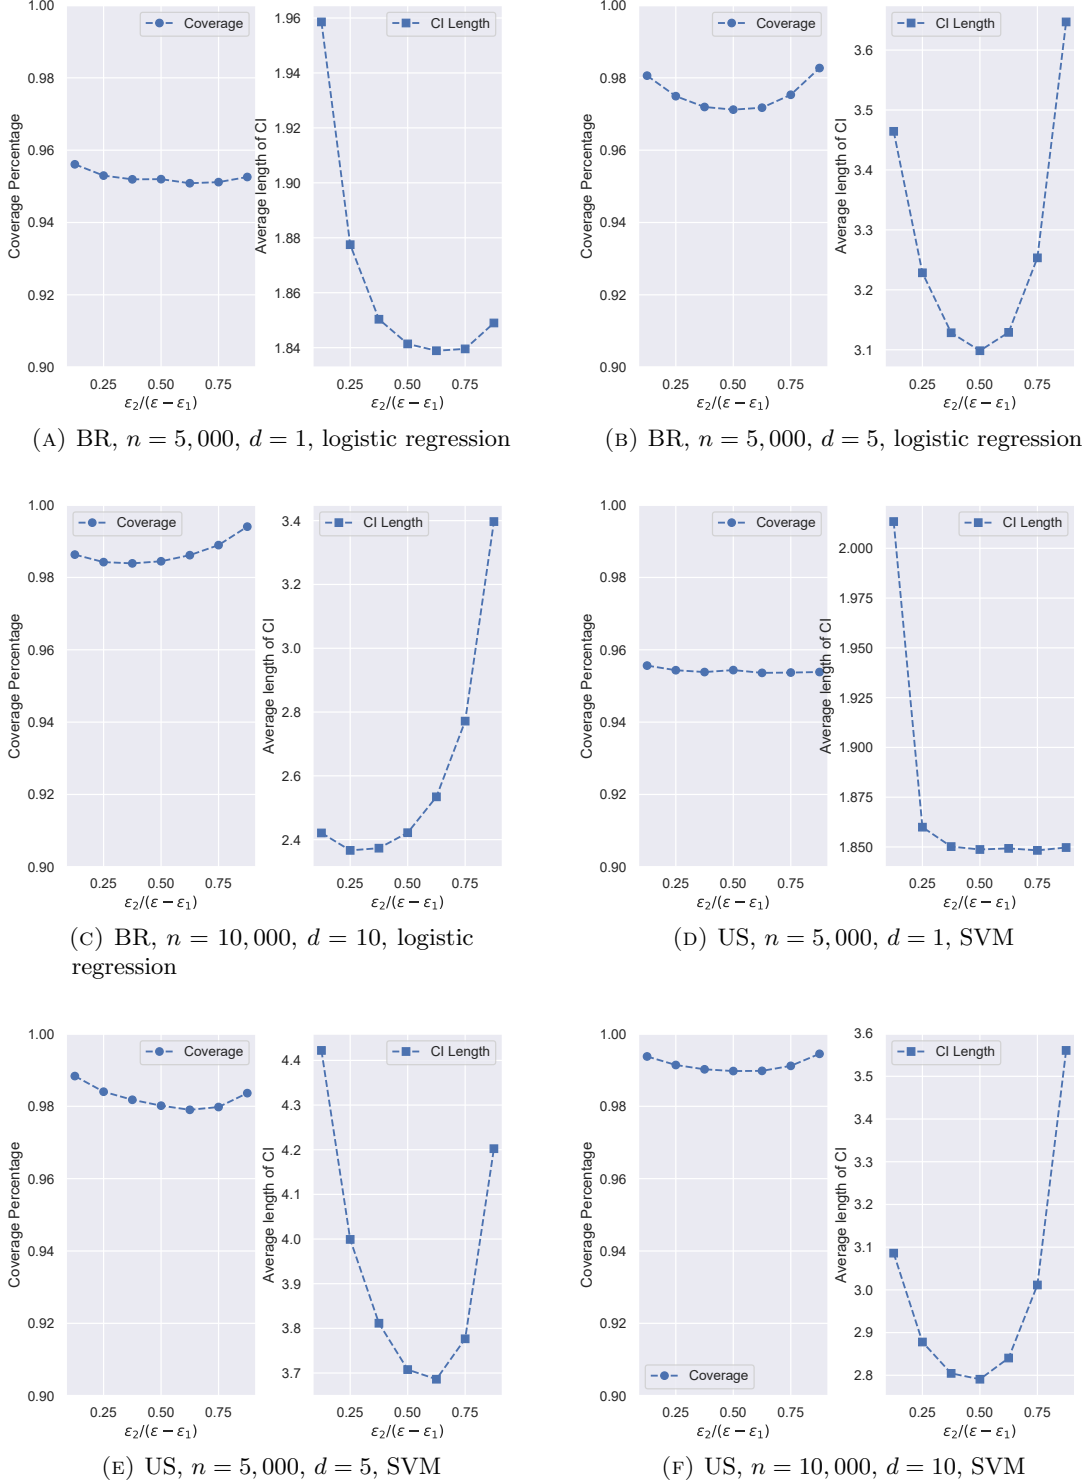 1.00
0.98
0.96
0.94
0.92
0.90
Coverage Percentage
Coverage
0.25 0.50 0.75
ε₂/(ε − ε₁)
1.96
1.94
1.92
1.90
1.88
1.86
1.84
Average length of CI
CI Length
0.25 0.50 0.75
ε₂/(ε − ε₁)
(A) BR, n = 5,000, d = 1, logistic regression
1.00
0.98
0.96
0.94
0.92
0.90
Coverage Percentage
Coverage
0.25 0.50 0.75
ε₂/(ε − ε₁)
3.6
3.5
3.4
3.3
3.2
3.1
Average length of CI
CI Length
0.25 0.50 0.75
ε₂/(ε − ε₁)
(B) BR, n = 5,000, d = 5, logistic regression
1.00
0.98
0.96
0.94
0.92
0.90
Coverage Percentage
Coverage
0.25 0.50 0.75
ε₂/(ε − ε₁)
3.4
3.2
3.0
2.8
2.6
2.4
Average length of CI
CI Length
0.25 0.50 0.75
ε₂/(ε − ε₁)
(C) BR, n = 10,000, d = 10, logistic
regression
1.00
0.98
0.96
0.94
0.92
0.90
Coverage Percentage
Coverage
0.25 0.50 0.75
ε₂/(ε − ε₁)
2.000
1.975
1.950
1.925
1.900
1.875
1.850
Average length of CI
CI Length
0.25 0.50 0.75
ε₂/(ε − ε₁)
(D) US, n = 5,000, d = 1, SVM
1.00
0.98
0.96
0.94
0.92
0.90
Coverage Percentage
Coverage
0.25 0.50 0.75
ε₂/(ε − ε₁)
4.4
4.3
4.2
4.1
4.0
3.9
3.8
3.7
Average length of CI
CI Length
0.25 0.50 0.75
ε₂/(ε − ε₁)
(E) US, n = 5,000, d = 5, SVM
1.00
0.98
0.96
0.94
0.92
0.90
Coverage Percentage
Coverage
0.25 0.50 0.75
ε₂/(ε − ε₁)
3.6
3.5
3.4
3.3
3.2
3.1
3.0
2.9
2.8
Average length of CI
CI Length
0.25 0.50 0.75
ε₂/(ε − ε₁)
(F) US, n = 10,000, d = 10, SVM